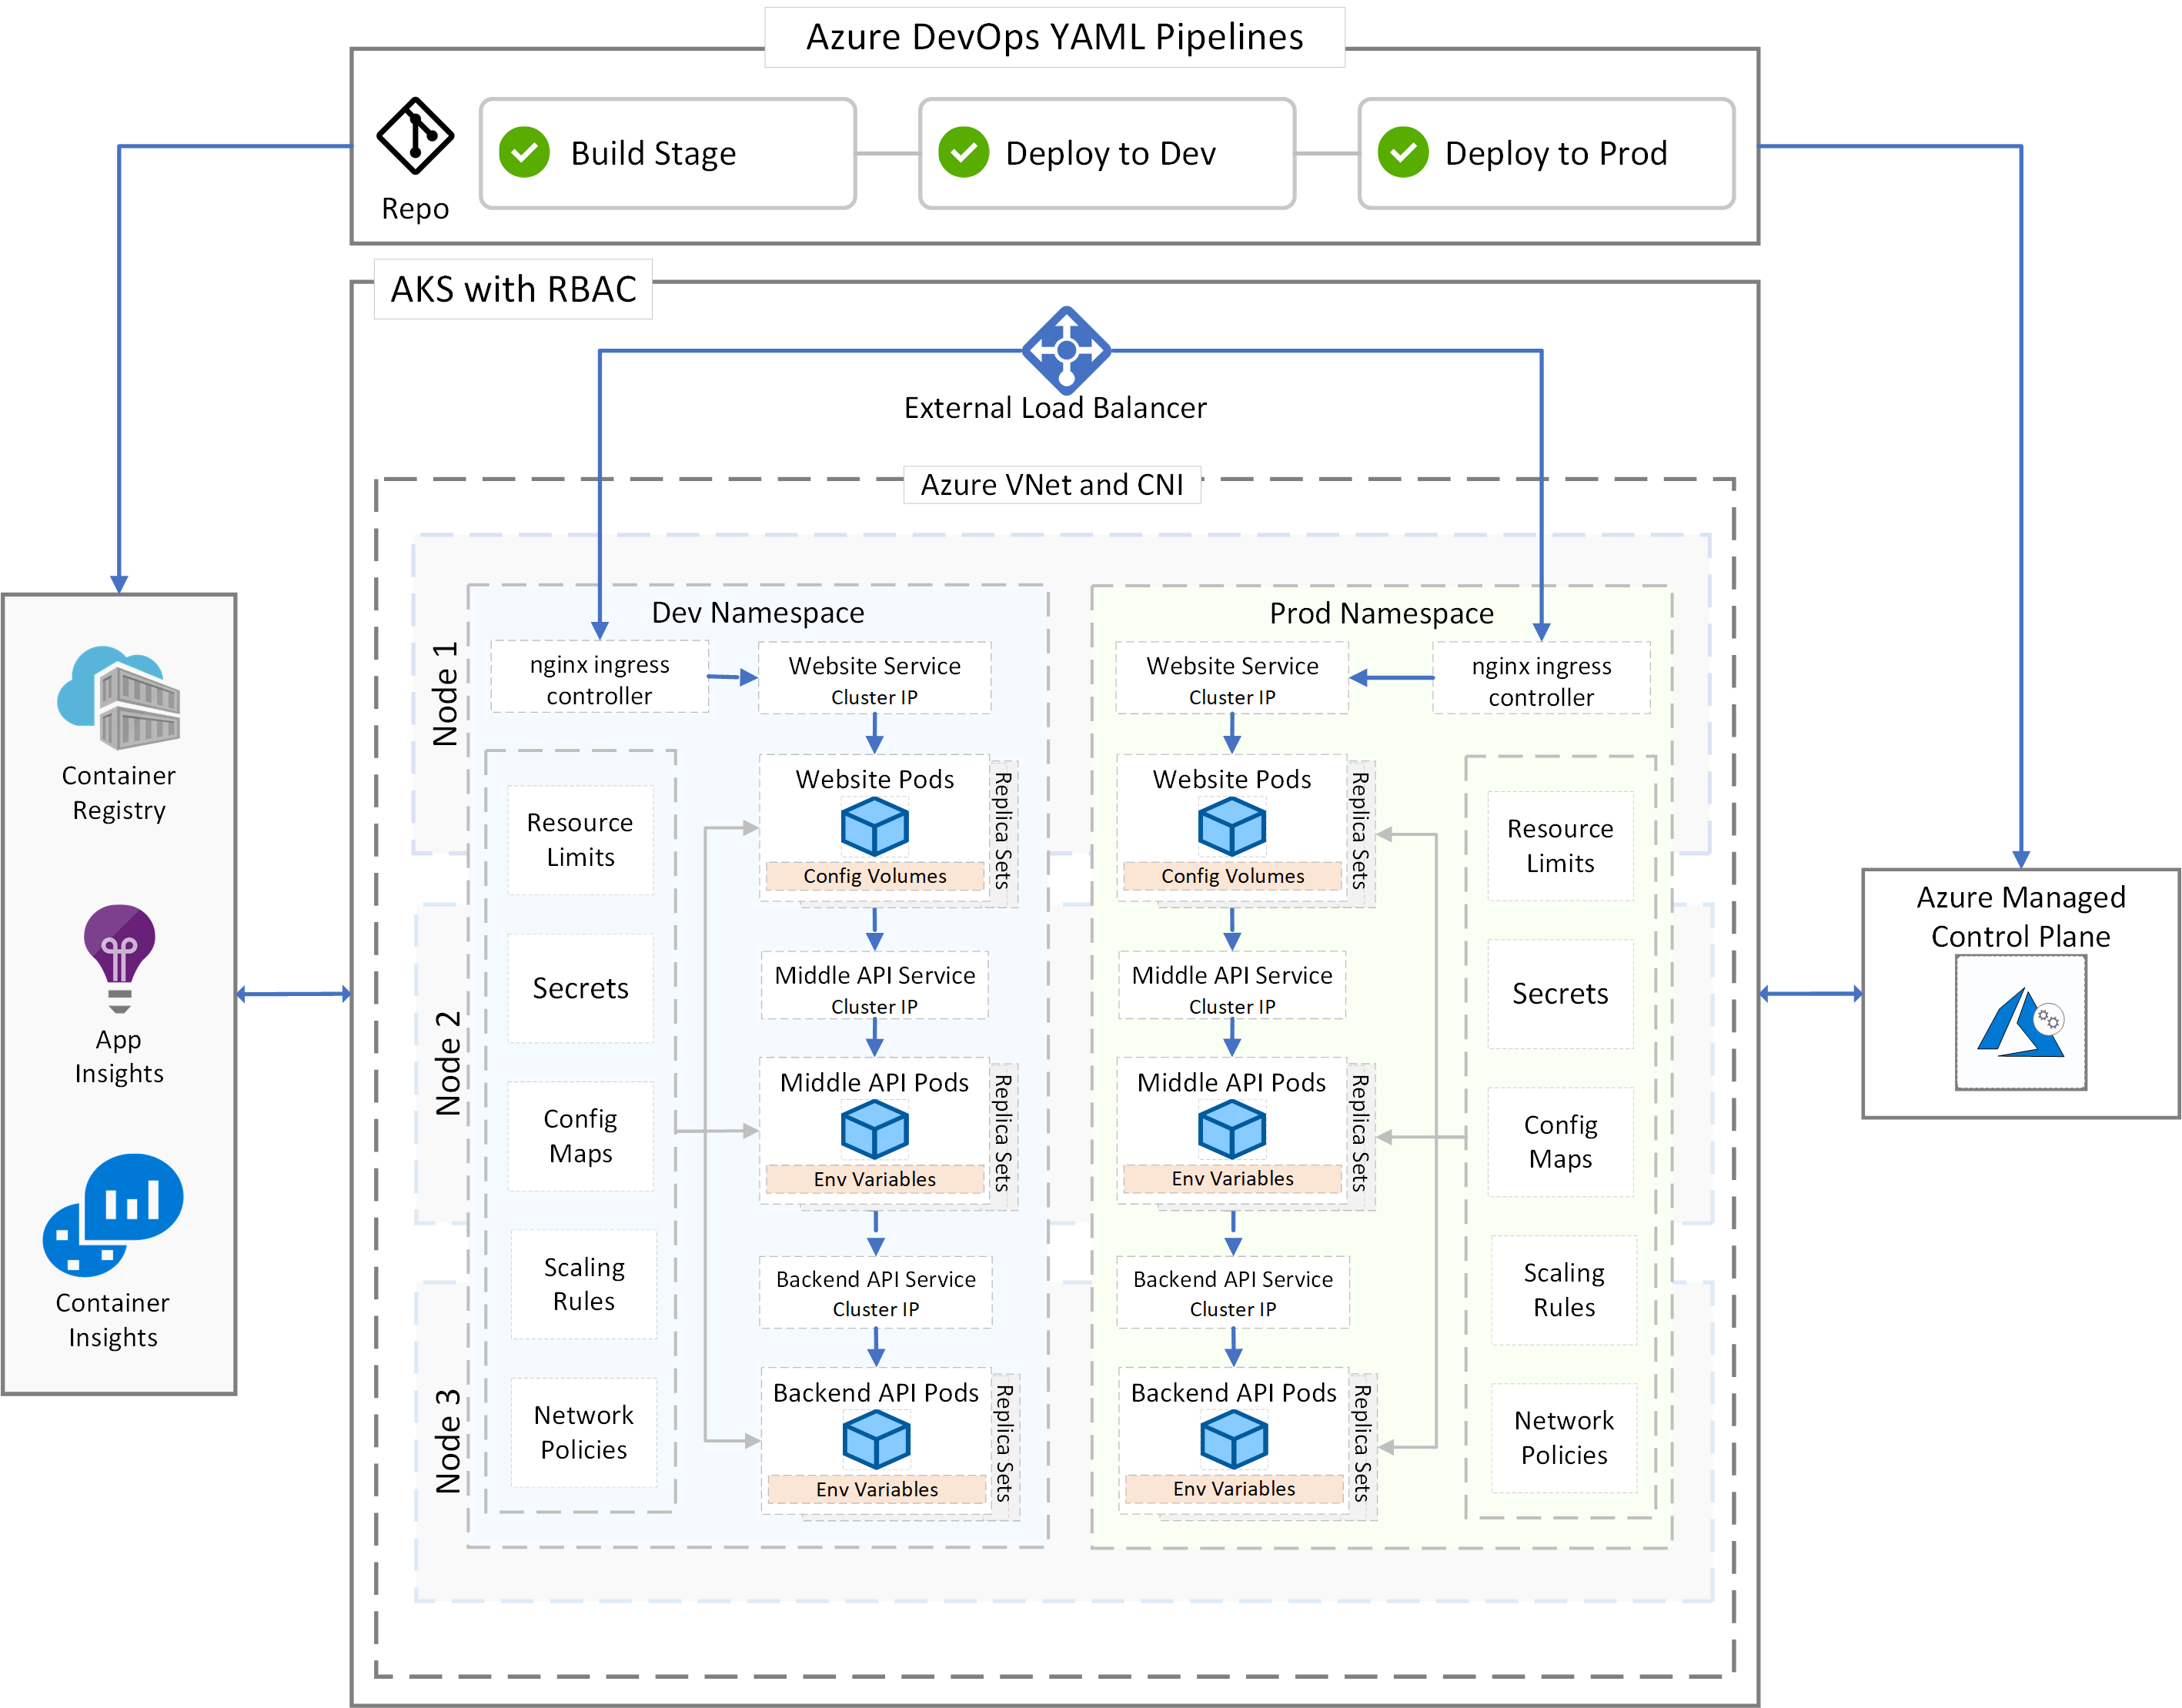 Azure DevOps YAML Pipelines
Repo
Build Stage
Deploy to Dev
Deploy to Prod
AKS with RBAC
External Load Balancer
Azure VNet and CNI
Container
Registry
App
Insights
Container
Insights
Node 1
Node 2
Node 3
Dev Namespace
nginx ingress
controller
Website Service
Cluster IP
Website Pods
Config Volumes
Replica Sets
Middle API Service
Cluster IP
Middle API Pods
Env Variables
Replica Sets
Backend API Service
Cluster IP
Backend API Pods
Env Variables
Replica Sets
Resource
Limits
Secrets
Config
Maps
Scaling
Rules
Network
Policies
Prod Namespace
Website Service
Cluster IP
nginx ingress
controller
Website Pods
Config Volumes
Replica Sets
Middle API Service
Cluster IP
Middle API Pods
Env Variables
Replica Sets
Backend API Service
Cluster IP
Backend API Pods
Env Variables
Replica Sets
Resource
Limits
Secrets
Config
Maps
Scaling
Rules
Network
Policies
Azure Managed
Control Plane